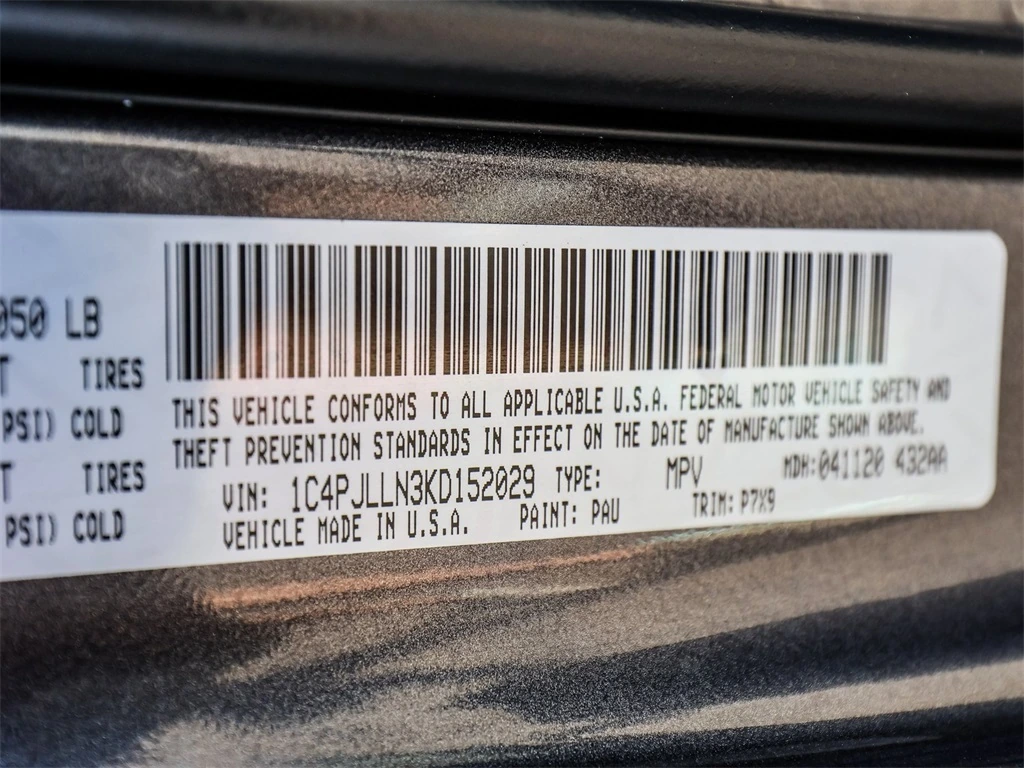 050 LB
TIRES
PSI) COLD
TIRES
PSI) COLD
THIS VEHICLE CONFORMS TO ALL APPLICABLE U.S.A. FEDERAL MOTOR VEHICLE SAFETY AND
THEFT PREVENTION STANDARDS IN EFFECT ON THE DATE OF MANUFACTURE SHOWN ABOVE.
VIN: 1C4PJLLN3KD152029 TYPE: MPV MDH:041120 432AA
VEHICLE MADE IN U.S.A. PAINT: PAU TRIM: P7X9